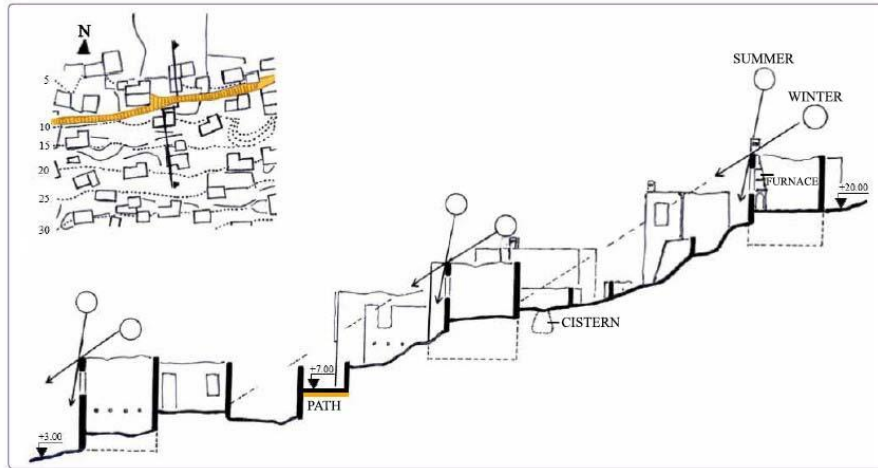 N
5
10
15
20
25
30
SUMMER
WINTER
FURNACE
+20.00
CISTERN
+7.00
PATH
+3.00